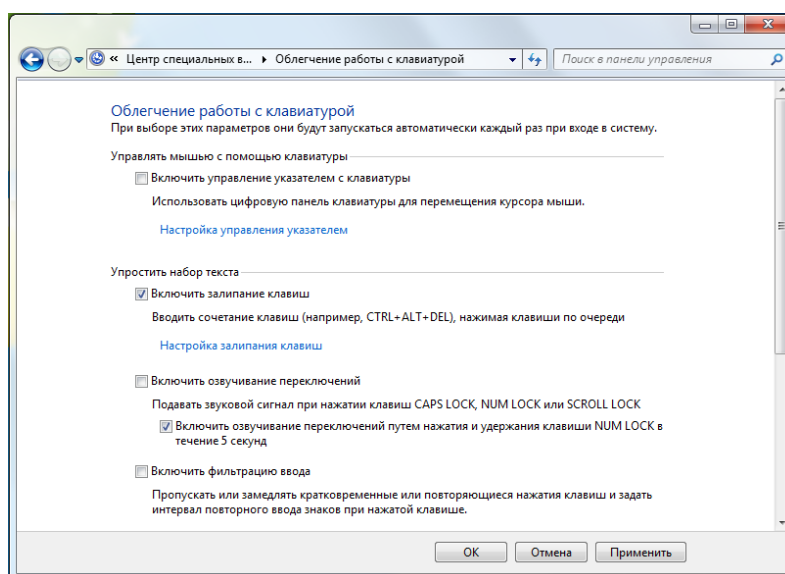 « Центр специальных в... Облегчение работы с клавиатурой Поиск в панели управления
Облегчение работы с клавиатурой
При выборе этих параметров они будут запускаться автоматически каждый раз при входе в систему.
Управлять мышью с помощью клавиатуры
Включить управление указателем с клавиатуры
Использовать цифровую панель клавиатуры для перемещения курсора мыши.
Настройка управления указателем
Упростить набор текста
Включить залипание клавиш
Вводить сочетание клавиш (например, CTRL+ALT+DEL), нажимая клавиши по очереди
Настройка залипания клавиш
Включить озвучивание переключений
Подавать звуковой сигнал при нажатии клавиш CAPS LOCK, NUM LOCK или SCROLL LOCK
Включить озвучивание переключений путем нажатия и удержания клавиши NUM LOCK в
течение 5 секунд
Включить фильтрацию ввода
Пропускать или замедлять кратковременные или повторяющиеся нажатия клавиш и задать
интервал повторного ввода знаков при нажатой клавише.
ОК Отмена Применить